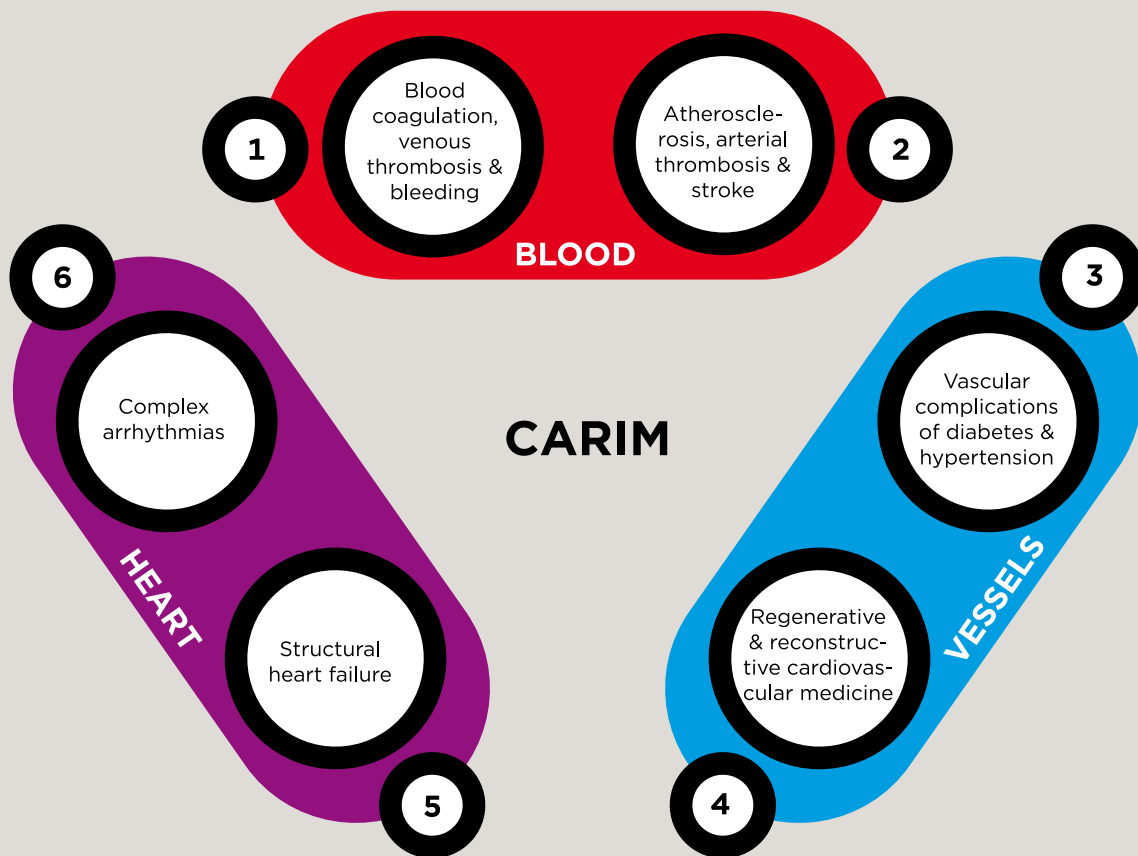 1
Blood
coagulation,
venous
thrombosis &
bleeding
Atheroscle-
rosis, arterial
thrombosis &
stroke
2
BLOOD
3
Vascular
complications
of diabetes &
hypertension
VESSELS
Regenerative
& reconstruc-
tive cardiovas-
cular medicine
4
CARIM
6
Complex
arrhythmias
HEART
Structural
heart failure
5